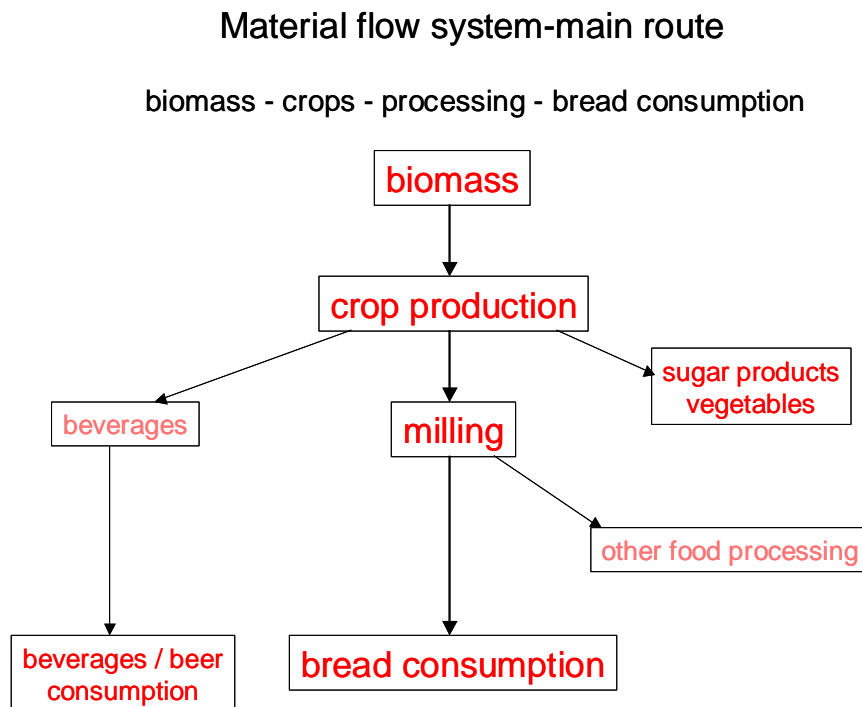 Material flow system-main route
biomass - crops - processing - bread consumption
biomass
crop production
sugar products
vegetables
beverages
milling
other food processing
beverages / beer
consumption
bread consumption